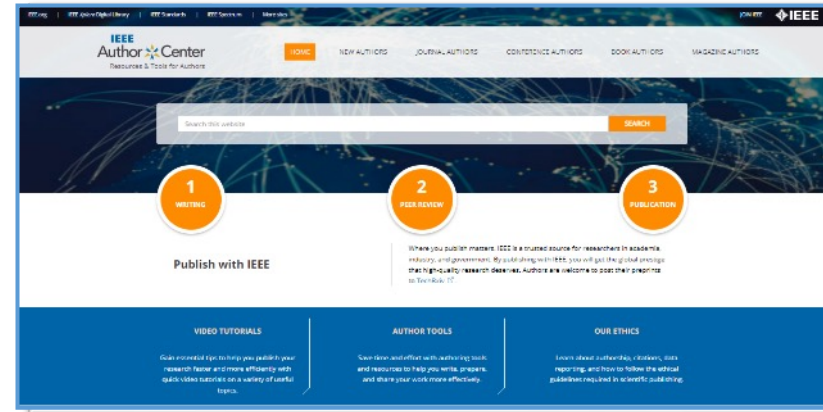 IEEE.org | IEEE Xplore Digital Library | IEEE Standards | IEEE Spectrum | More sites
JOIN IEEE
IEEE
IEEE
Author Center
Resources & Tools for Authors
HOME
NEW AUTHORS
JOURNAL AUTHORS
CONFERENCE AUTHORS
BOOK AUTHORS
MAGAZINE AUTHORS
Search this website
SEARCH
1
WRITING
2
PEER REVIEW
3
PUBLICATION
Publish with IEEE
Where you publish matters. IEEE is a trusted source for researchers in academia,
industry, and government. By publishing with IEEE, you will get the global prestige
that high-quality research deserves. Authors are welcome to post their preprints
to TechRxiv
VIDEO TUTORIALS
Gain essential tips to help you publish your
research faster and more efficiently with
quick video tutorials on a variety of useful
topics.
AUTHOR TOOLS
Save time and effort with authoring tools
and resources to help you write, prepare,
and share your work more effectively.
OUR ETHICS
Learn about authorship, citations, data
reporting, and how to follow the ethical
guidelines required in scientific publishing.